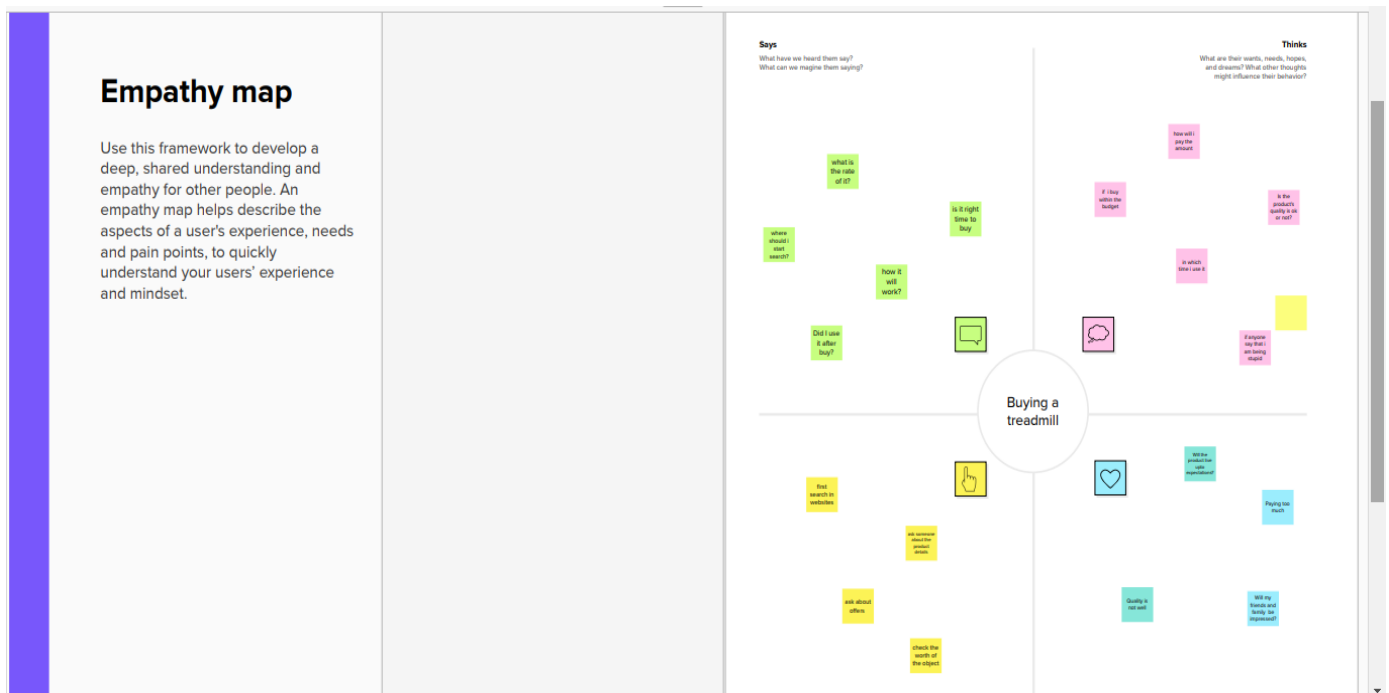 Empathy map
Use this framework to develop a
deep, shared understanding and
empathy for other people. An
empathy map helps describe the
aspects of a user's experience, needs
and pain points, to quickly
understand your users' experience
and mindset.
Says
What have we heard them say?
What can we magine them saying?
Thinks
What are their wants, needs, hopes,
and dreams? What other thoughts
might influence their behavior?
what is
the rate
of it?
is it right
time to
buy
where
should i
start
search?
how it
will
work?
Did I use
it after
buy?
how will i
pay the
amount
if i buy
within the
budget
is the
product's
quality is ok
or not?
in which
time i use it
if anyone
say that i
am being
stupid
Buying a
treadmill
first
search in
websites
ask someone
about the
product
details
ask about
offers
check the
worth of
the object
Will the
product live
upto
expectations?
Paying too
much
Quality is
not well
Will my
friends and
family be
impressed?